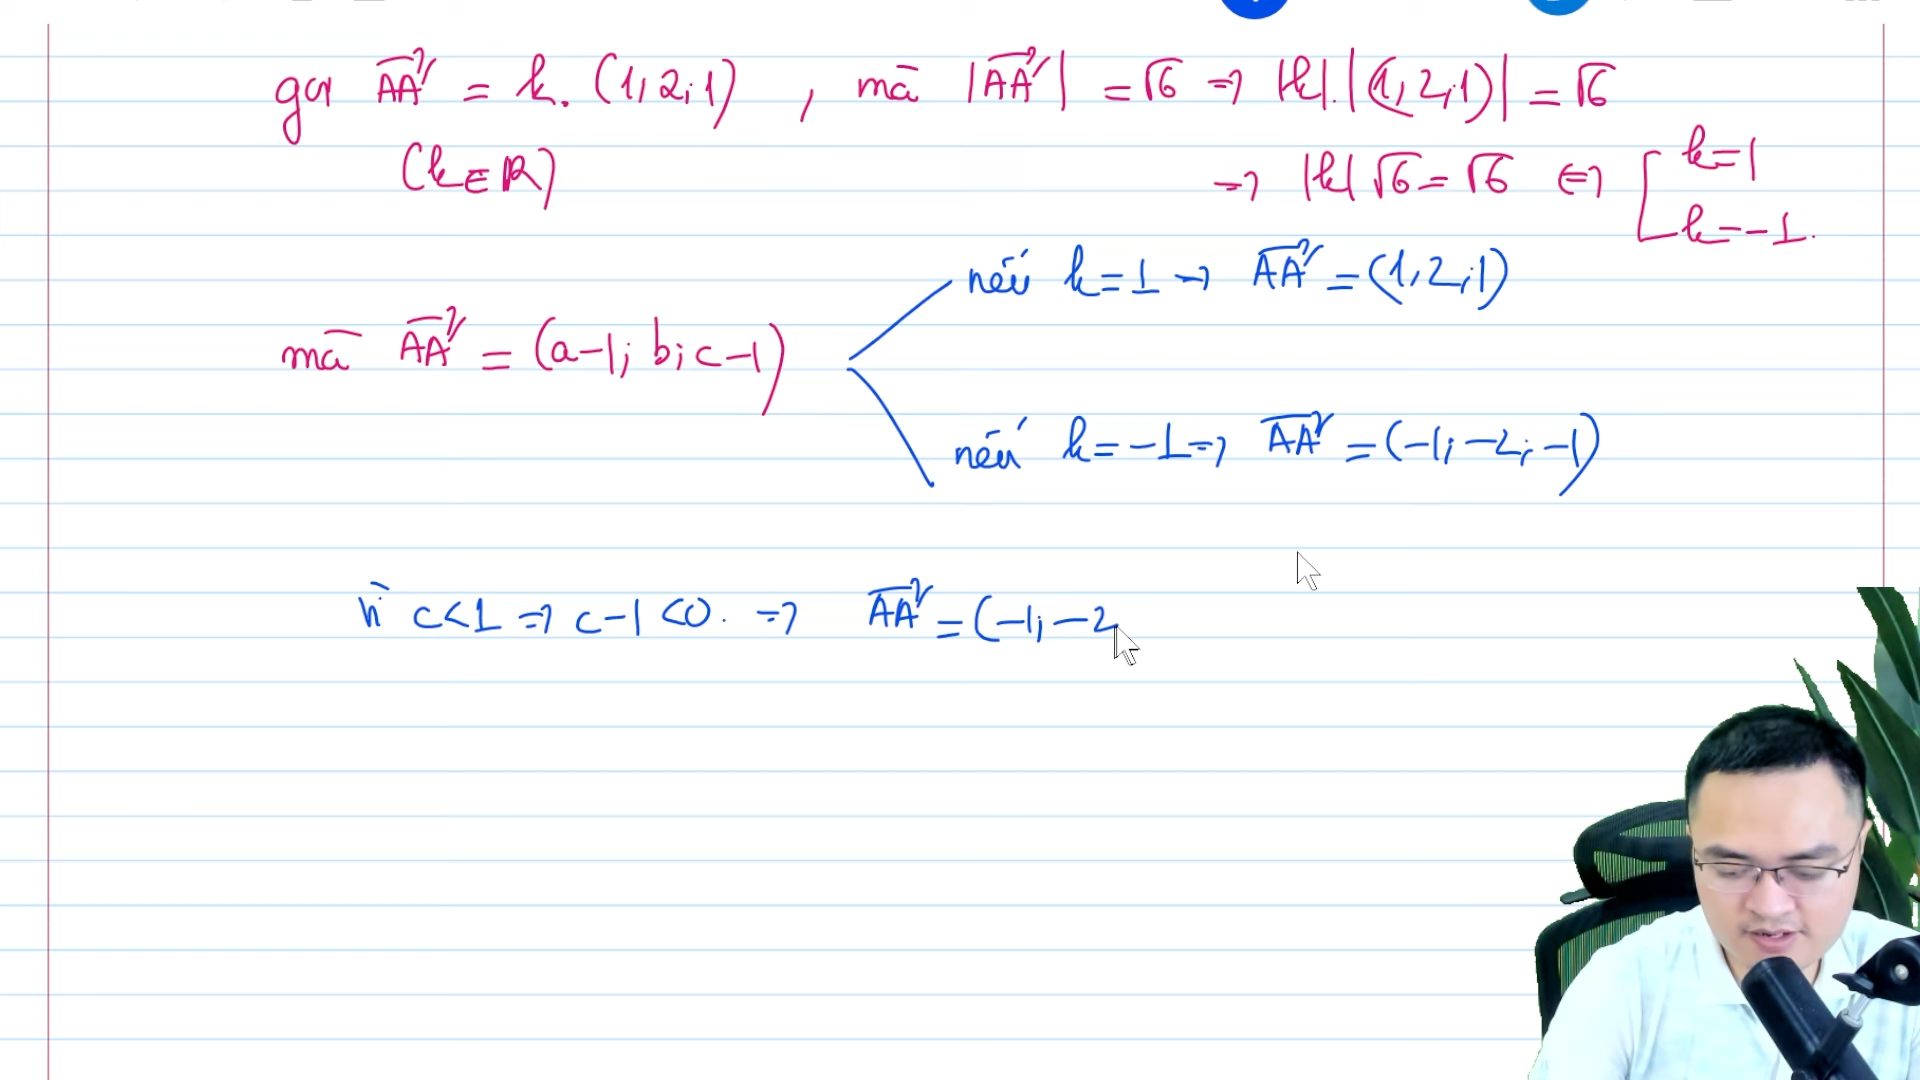 gọi AA'⃗ = k. (1; 2; 1) , mà |AA'⃗| = √6 => |k|.|(1; 2; 1)| = √6
(k ∈ R) => |k| √6 = √6 <=> [ k=1
k=-1.
nếu k=1 => AA'⃗ = (1; 2; 1)
mà AA'⃗ = (a-1; b; c-1)
nếu k=-1 => AA'⃗ = (-1; -2; -1)
Vì c<1 => c-1<0. => AA'⃗ = (-1; -2